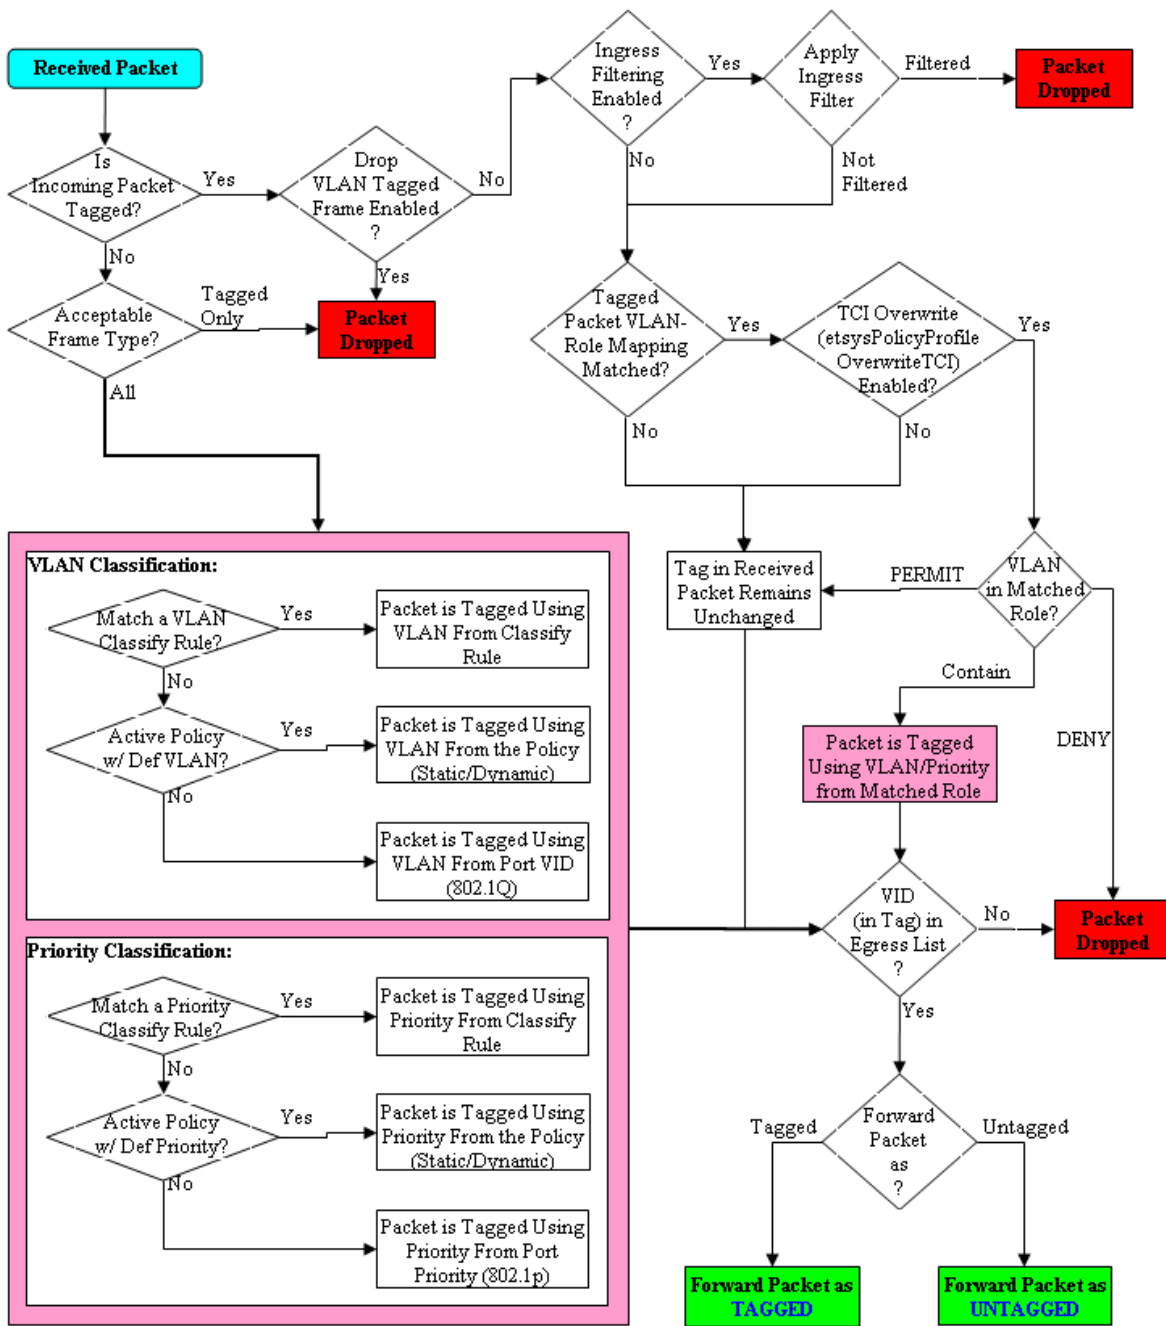 Received Packet
Is
Incoming Packet
Tagged?
Yes
No
Drop
VLAN Tagged
Frame Enabled
?
No
Yes
Ingress
Filtering
Enabled
?
Yes
No
Apply
Ingress
Filter
Filtered
Not
Filtered
Packet
Dropped
Acceptable
Frame Type?
Tagged
Only
All
Packet
Dropped
Tagged
Packet VLAN-
Role Mapping
Matched?
Yes
No
TCI Overwrite
(etsysPolicyProfile
OverwriteTCI)
Enabled?
Yes
No
Tag in Received
Packet Remains
Unchanged
PERMIT
VLAN
in Matched
Role?
Contain
DENY
Packet is Tagged
Using VLAN/Priority
from Matched Role
VID
(in Tag) in
Egress List
?
No
Yes
Packet
Dropped
Forward
Packet
as
?
Tagged
Untagged
Forward Packet as
TAGGED
Forward Packet as
UNTAGGED
VLAN Classification:
Match a VLAN
Classify Rule?
Yes
No
Packet is Tagged Using
VLAN From Classify
Rule
Active Policy
w/ Def VLAN?
Yes
No
Packet is Tagged Using
VLAN From the Policy
(Static/Dynamic)
Packet is Tagged Using
VLAN From Port VID
(802.1Q)
Priority Classification:
Match a Priority
Classify Rule?
Yes
No
Packet is Tagged Using
Priority From Classify
Rule
Active Policy
w/ Def Priority?
Yes
No
Packet is Tagged Using
Priority From the Policy
(Static/Dynamic)
Packet is Tagged Using
Priority From Port
Priority (802.1p)